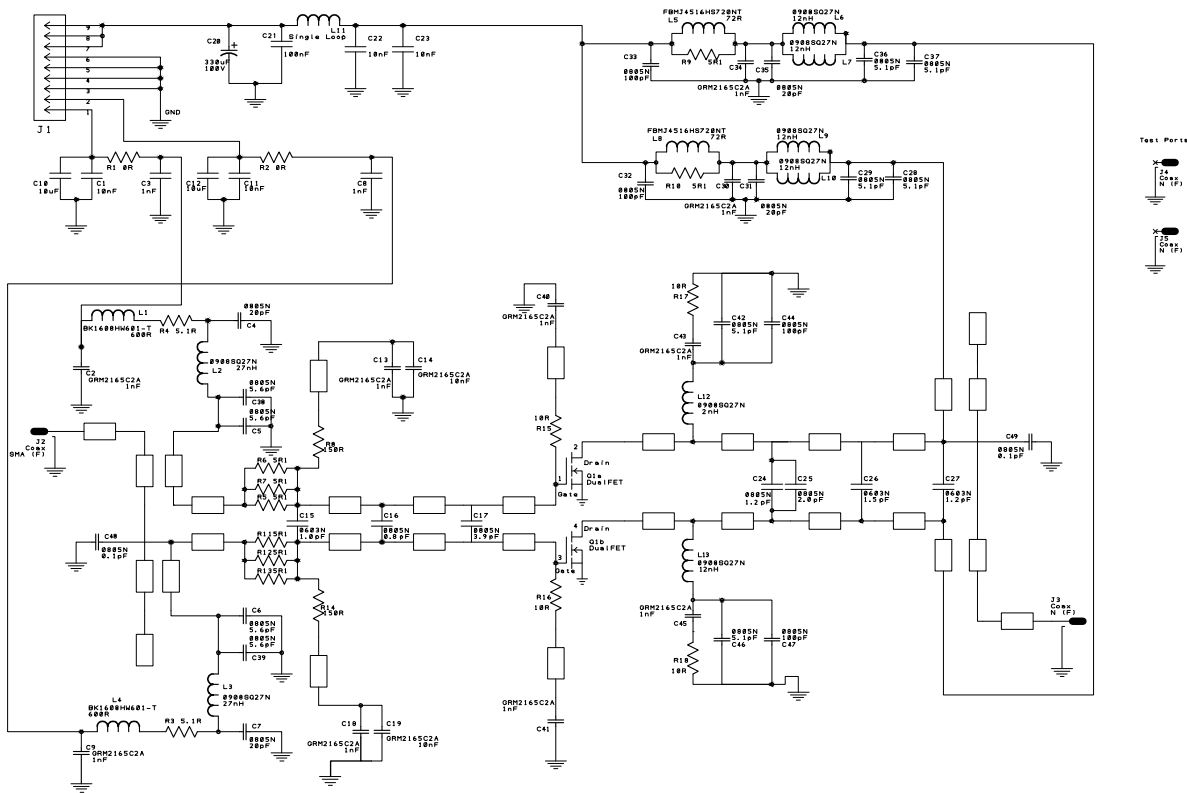 9
8
7
6
5
4
3
2
1
J1
GND
C20
330uF
100V
C21
100nF
L11
Single Loop
C22
10nF
C23
10nF
FBMJ4516HS720NT
L5
72R
R9 5R1
C33
0805N
100pF
C34
GRM2165C2A
1nF
C35
0805N
20pF
0908SQ27N
12nH
L6
0908SQ27N
12nH
L7
C36
0805N
5.1pF
C37
0805N
5.1pF
FBMJ4516HS720NT
L8
72R
R10 5R1
C32
0805N
100pF
C30
GRM2165C2A
1nF
C31
0805N
20pF
0908SQ27N
12nH
L9
0908SQ27N
12nH
L10
C29
0805N
5.1pF
C28
0805N
5.1pF
Test Ports
J4
Coax
N (F)
J5
Coax
N (F)
R1 0R
C10
10uF
C1
10nF
C3
1nF
R2 0R
C12
10uF
C11
10nF
C8
1nF
L1
BK1608HW601-T
600R
R4 5.1R
0805N
20pF
C4
C2
GRM2165C2A
1nF
0908SQ27N
L2 27nH
0805N
5.6pF
C38
0805N
5.6pF
C5
C13
GRM2165C2A
1nF
C14
GRM2165C2A
10nF
J2
Coax
SMA (F)
R8
150R
R6 5R1
R7 5R1
R5 5R1
C15
0603N
1.0pF
C16
0805N
0.8pF
C17
0805N
3.9pF
C48
0805N
0.1pF
R11 5R1
R12 5R1
R13 5R1
R14
150R
C6
0805N
5.6pF
0805N
5.6pF
C39
L3
0908SQ27N
27nH
C7
0805N
20pF
L4
BK1608HW601-T
600R
R3 5.1R
C9
GRM2165C2A
1nF
C18
GRM2165C2A
1nF
C19
GRM2165C2A
10nF
C40
GRM2165C2A
1nF
10R
R15
2
Drain
1
Q1a
DualFET
Gate
4
Drain
Q1b
DualFET
3
Gate
R16
10R
GRM2165C2A
1nF
C41
10R
R17
C43
GRM2165C2A
1nF
C42
0805N
5.1pF
C44
0805N
100pF
L12
0908SQ27N
2nH
C24
0805N
1.2pF
C25
0805N
2.0pF
C26
0603N
1.5pF
C27
0603N
1.2pF
C49
0805N
0.1pF
L13
0908SQ27N
12nH
GRM2165C2A
1nF
C45
R18
10R
0805N
5.1pF
C46
0805N
100pF
C47
J3
Coax
N (F)